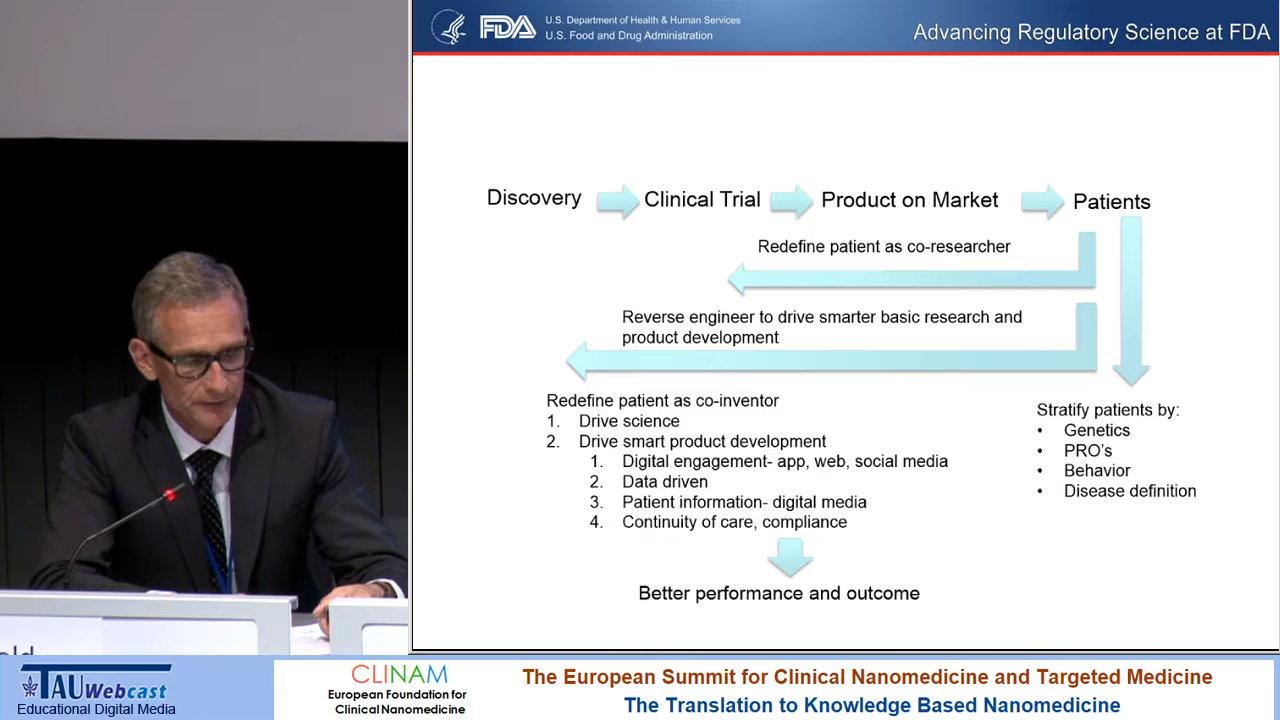 U.S. Department of Health & Human Services
FDA
U.S. Food and Drug Administration
Advancing Regulatory Science at FDA
Discovery
Clinical Trial
Product on Market
Patients
Redefine patient as co-researcher
Reverse engineer to drive smarter basic research and
product development
Redefine patient as co-inventor
1. Drive science
2. Drive smart product development
1. Digital engagement- app, web, social media
2. Data driven
3. Patient information- digital media
4. Continuity of care, compliance
Better performance and outcome
Stratify patients by:
• Genetics
• PRO's
• Behavior
• Disease definition
TAU Webcast
Educational Digital Media
CLINAM
European Foundation for
Clinical Nanomedicine
The European Summit for Clinical Nanomedicine and Targeted Medicine
The Translation to Knowledge Based Nanomedicine